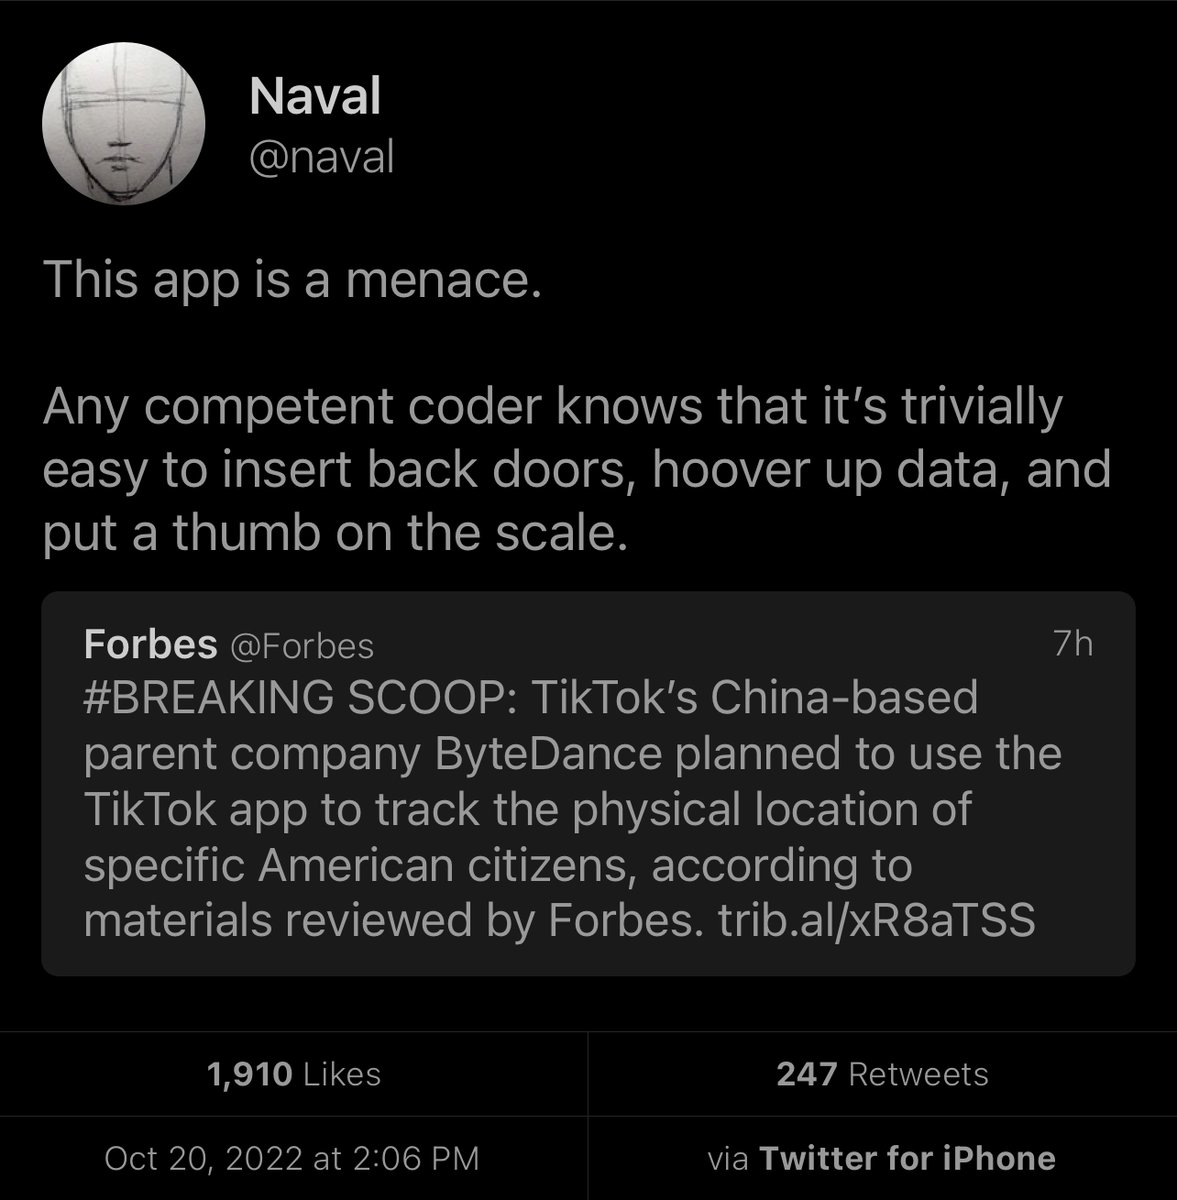 Naval
@naval
This app is a menace.
Any competent coder knows that it’s trivially
easy to insert back doors, hoover up data, and
put a thumb on the scale.
Forbes @Forbes 7h
#BREAKING SCOOP: TikTok’s China-based
parent company ByteDance planned to use the
TikTok app to track the physical location of
specific American citizens, according to
materials reviewed by Forbes. trib.al/xR8aTSS
1,910 Likes 247 Retweets
Oct 20, 2022 at 2:06 PM via Twitter for iPhone